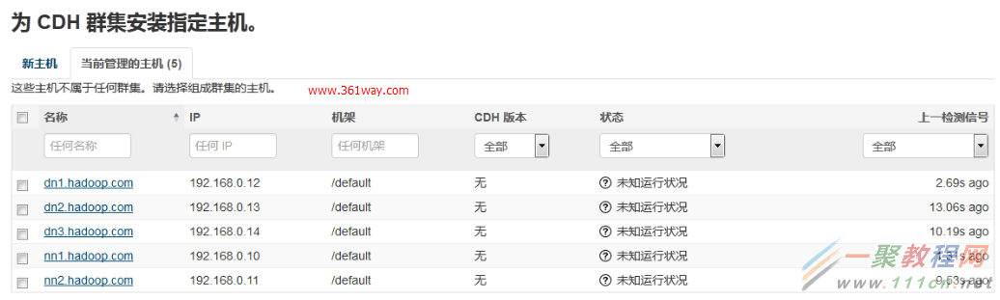 为 CDH 群集安装指定主机。
新主机 当前管理的主机 (5)
这些主机不属于任何群集。请选择组成群集的主机。 www.361way.com
名称 IP 机架 CDH 版本 状态 上一检测信号
任何名称 任何 IP 任何机架 全部 全部 全部
dn1.hadoop.com 192.168.0.12 /default 无 未知运行状况 2.69s ago
dn2.hadoop.com 192.168.0.13 /default 无 未知运行状况 13.06s ago
dn3.hadoop.com 192.168.0.14 /default 无 未知运行状况 10.19s ago
nn1.hadoop.com 192.168.0.10 /default 无 未知运行状况 ago
一聚教程网
nn2.hadoop.com 192.168.0.11 /default 无 未知运行状况 9.53s ago
www.111cn.net